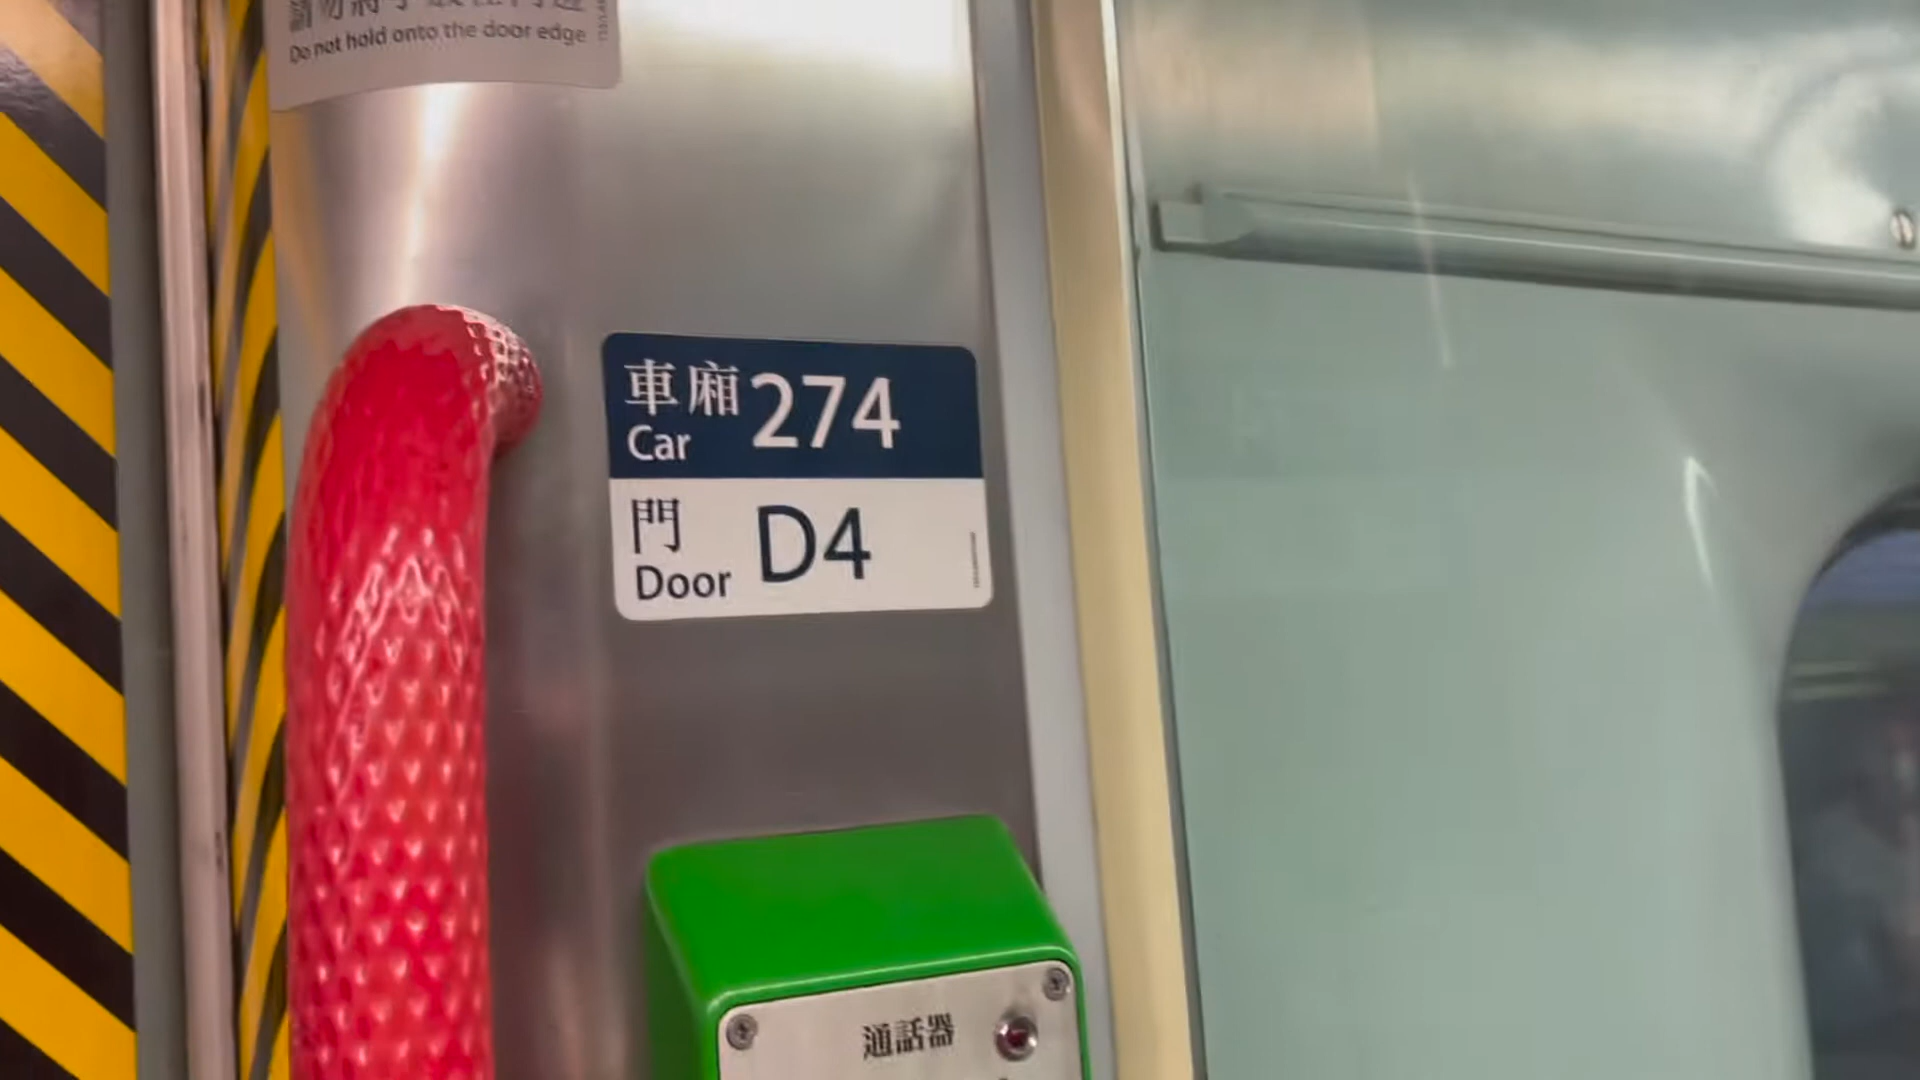 Do not hold onto the door edge
車廂 274
Car
門 D4
Door
通話器